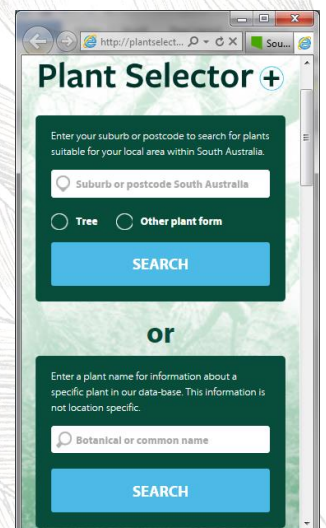 http://plantselect...
Sou...
Plant Selector +
Enter your suburb or postcode to search for plants
suitable for your local area within South Australia.
Suburb or postcode South Australia
Tree
Other plant form
SEARCH
or
Enter a plant name for information about a
specific plant in our data-base. This information is
not location specific.
Botanical or common name
SEARCH